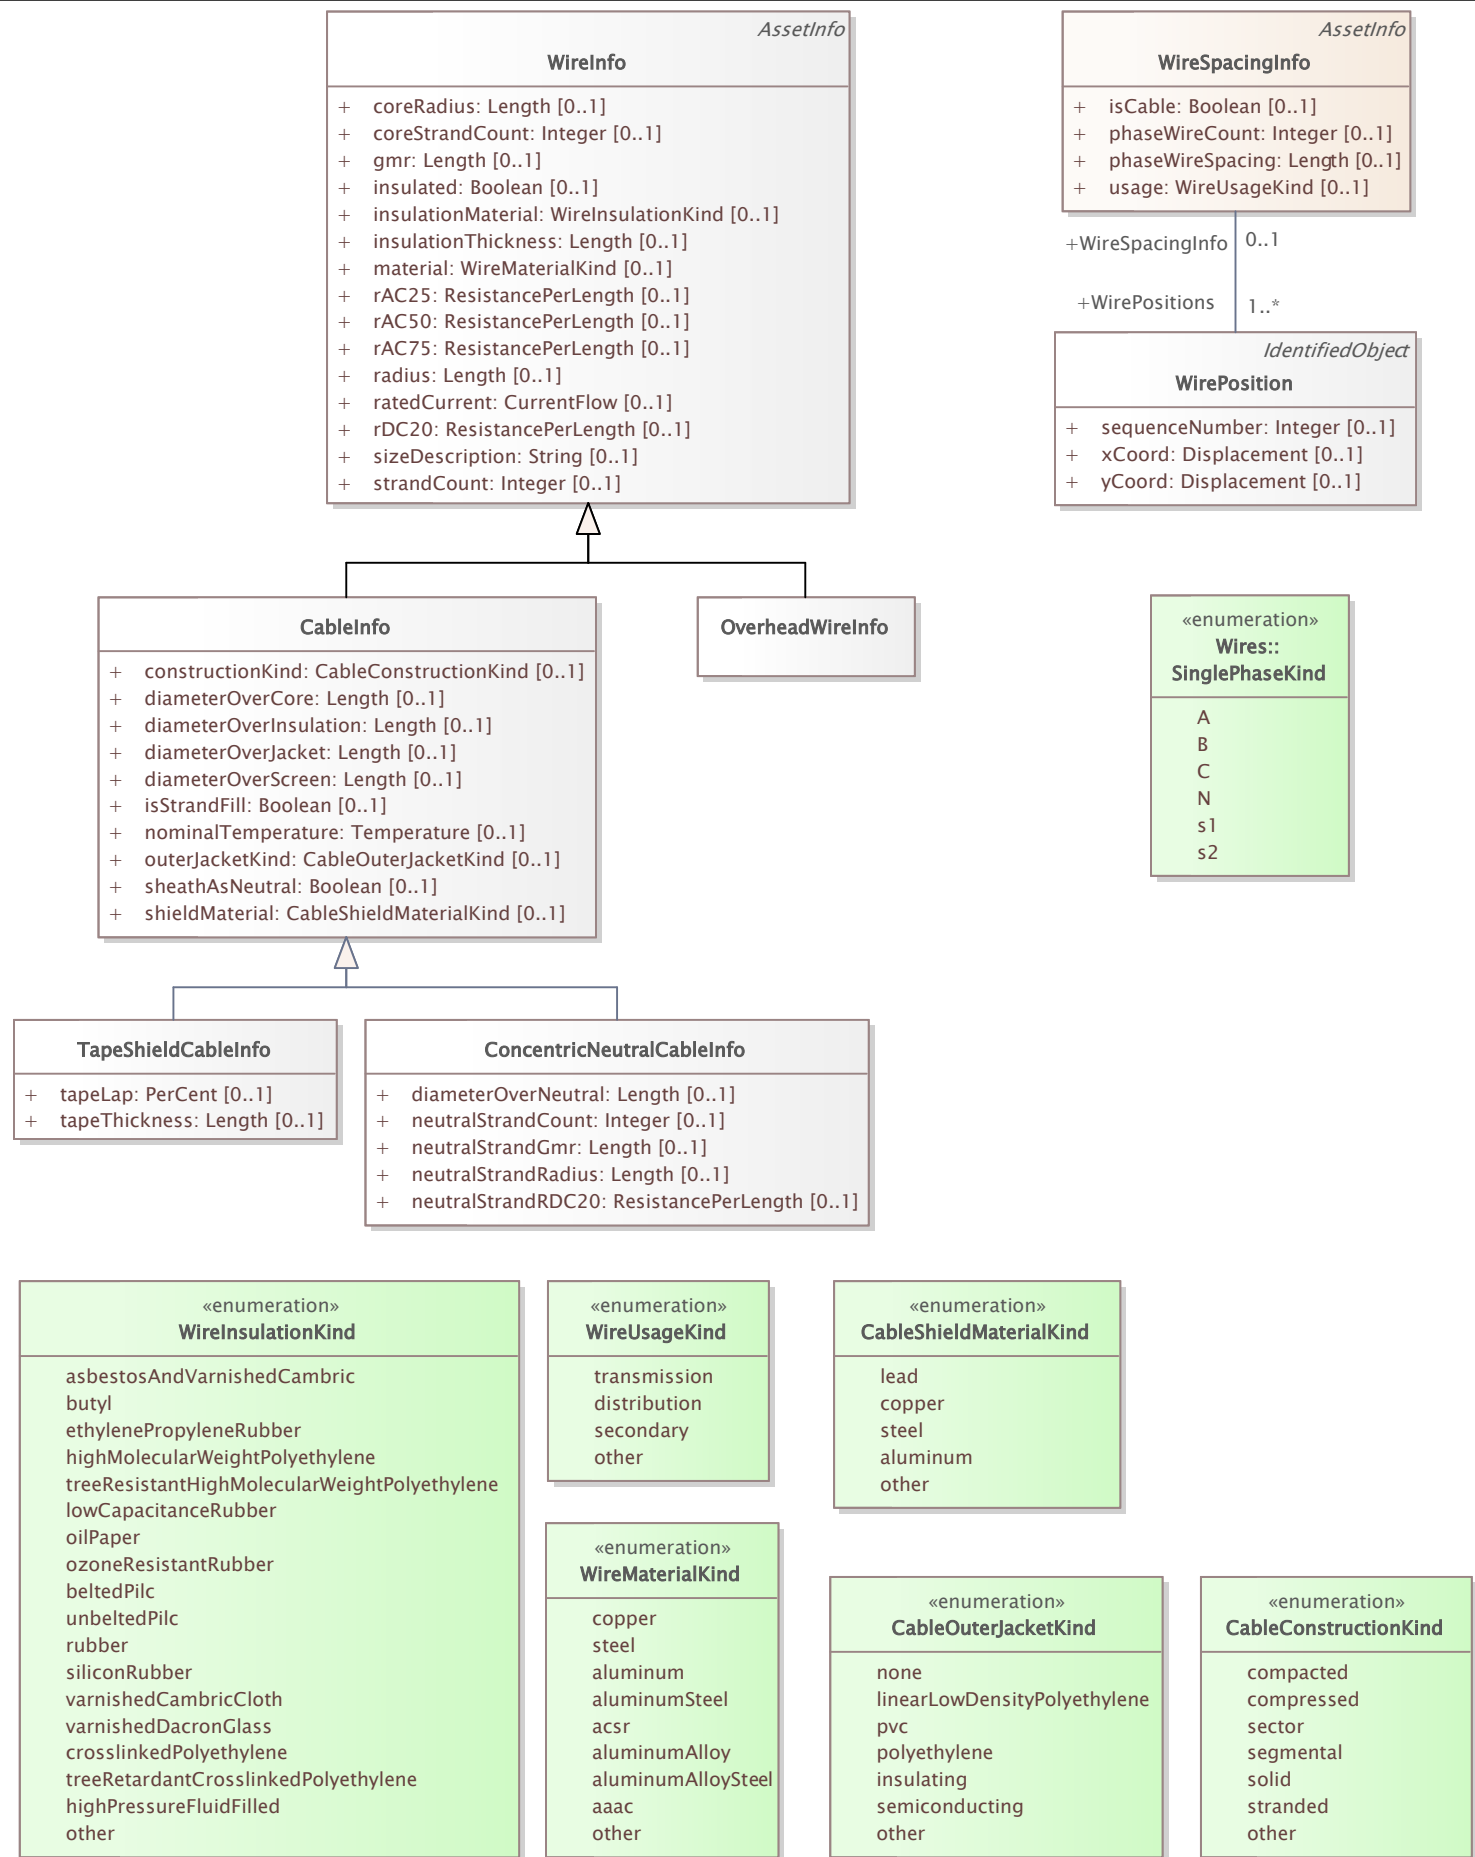 AssetInfo
WireInfo
+ coreRadius: Length [0..1]
+ coreStrandCount: Integer [0..1]
+ gmr: Length [0..1]
+ insulated: Boolean [0..1]
+ insulationMaterial: WireInsulationKind [0..1]
+ insulationThickness: Length [0..1]
+ material: WireMaterialKind [0..1]
+ rAC25: ResistancePerLength [0..1]
+ rAC50: ResistancePerLength [0..1]
+ rAC75: ResistancePerLength [0..1]
+ radius: Length [0..1]
+ ratedCurrent: CurrentFlow [0..1]
+ rDC20: ResistancePerLength [0..1]
+ sizeDescription: String [0..1]
+ strandCount: Integer [0..1]
AssetInfo
WireSpacingInfo
+ isCable: Boolean [0..1]
+ phaseWireCount: Integer [0..1]
+ phaseWireSpacing: Length [0..1]
+ usage: WireUsageKind [0..1]
+WireSpacingInfo 0..1
+WirePositions 1..*
IdentifiedObject
WirePosition
+ sequenceNumber: Integer [0..1]
+ xCoord: Displacement [0..1]
+ yCoord: Displacement [0..1]
CableInfo
+ constructionKind: CableConstructionKind [0..1]
+ diameterOverCore: Length [0..1]
+ diameterOverInsulation: Length [0..1]
+ diameterOverJacket: Length [0..1]
+ diameterOverScreen: Length [0..1]
+ isStrandFill: Boolean [0..1]
+ nominalTemperature: Temperature [0..1]
+ outerJacketKind: CableOuterJacketKind [0..1]
+ sheathAsNeutral: Boolean [0..1]
+ shieldMaterial: CableShieldMaterialKind [0..1]
OverheadWireInfo
«enumeration»
Wires::
SinglePhaseKind
A
B
C
N
s1
s2
TapeShieldCableInfo
+ tapeLap: PerCent [0..1]
+ tapeThickness: Length [0..1]
ConcentricNeutralCableInfo
+ diameterOverNeutral: Length [0..1]
+ neutralStrandCount: Integer [0..1]
+ neutralStrandGmr: Length [0..1]
+ neutralStrandRadius: Length [0..1]
+ neutralStrandRDC20: ResistancePerLength [0..1]
«enumeration»
WireInsulationKind
asbestosAndVarnishedCambric
butyl
ethylenePropyleneRubber
highMolecularWeightPolyethylene
treeResistantHighMolecularWeightPolyethylene
lowCapacitanceRubber
oilPaper
ozoneResistantRubber
beltedPilc
unbeltedPilc
rubber
siliconRubber
varnishedCambricCloth
varnishedDacronGlass
crosslinkedPolyethylene
treeRetardantCrosslinkedPolyethylene
highPressureFluidFilled
other
«enumeration»
WireUsageKind
transmission
distribution
secondary
other
«enumeration»
CableShieldMaterialKind
lead
copper
steel
aluminum
other
«enumeration»
WireMaterialKind
copper
steel
aluminum
aluminumSteel
acsr
aluminumAlloy
aluminumAlloySteel
aaac
other
«enumeration»
CableOuterJacketKind
none
linearLowDensityPolyethylene
pvc
polyethylene
insulating
semiconducting
other
«enumeration»
CableConstructionKind
compacted
compressed
sector
segmental
solid
stranded
other